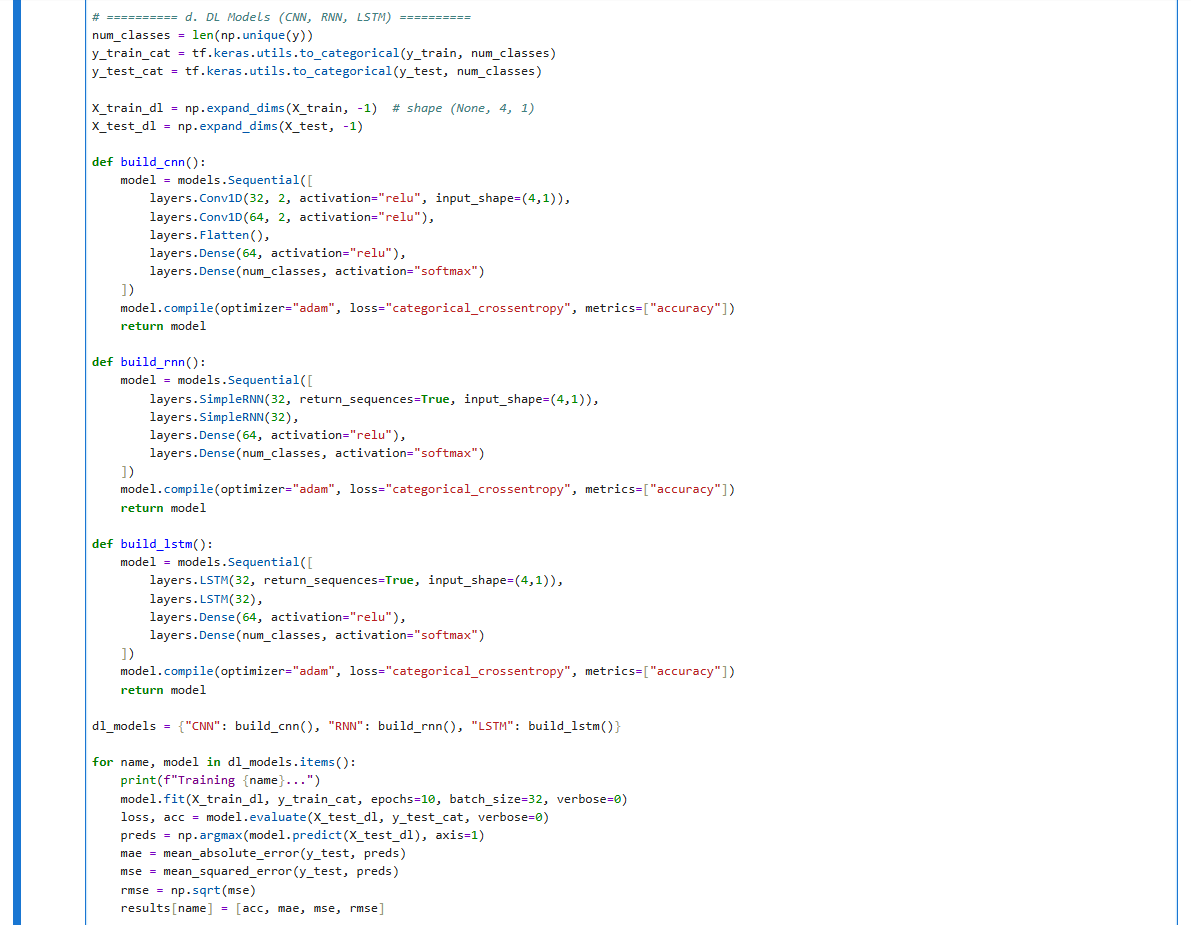 # ========== d. DL Models (CNN, RNN, LSTM) ==========
num_classes = len(np.unique(y))
y_train_cat = tf.keras.utils.to_categorical(y_train, num_classes)
y_test_cat = tf.keras.utils.to_categorical(y_test, num_classes)

X_train_dl = np.expand_dims(X_train, -1)  # shape (None, 4, 1)
X_test_dl = np.expand_dims(X_test, -1)

def build_cnn():
    model = models.Sequential([
        layers.Conv1D(32, 2, activation="relu", input_shape=(4,1)),
        layers.Conv1D(64, 2, activation="relu"),
        layers.Flatten(),
        layers.Dense(64, activation="relu"),
        layers.Dense(num_classes, activation="softmax")
    ])
    model.compile(optimizer="adam", loss="categorical_crossentropy", metrics=["accuracy"])
    return model

def build_rnn():
    model = models.Sequential([
        layers.SimpleRNN(32, return_sequences=True, input_shape=(4,1)),
        layers.SimpleRNN(32),
        layers.Dense(64, activation="relu"),
        layers.Dense(num_classes, activation="softmax")
    ])
    model.compile(optimizer="adam", loss="categorical_crossentropy", metrics=["accuracy"])
    return model

def build_lstm():
    model = models.Sequential([
        layers.LSTM(32, return_sequences=True, input_shape=(4,1)),
        layers.LSTM(32),
        layers.Dense(64, activation="relu"),
        layers.Dense(num_classes, activation="softmax")
    ])
    model.compile(optimizer="adam", loss="categorical_crossentropy", metrics=["accuracy"])
    return model

dl_models = {"CNN": build_cnn(), "RNN": build_rnn(), "LSTM": build_lstm()}

for name, model in dl_models.items():
    print(f"Training {name}...")
    model.fit(X_train_dl, y_train_cat, epochs=10, batch_size=32, verbose=0)
    loss, acc = model.evaluate(X_test_dl, y_test_cat, verbose=0)
    preds = np.argmax(model.predict(X_test_dl), axis=1)
    mae = mean_absolute_error(y_test, preds)
    mse = mean_squared_error(y_test, preds)
    rmse = np.sqrt(mse)
    results[name] = [acc, mae, mse, rmse]